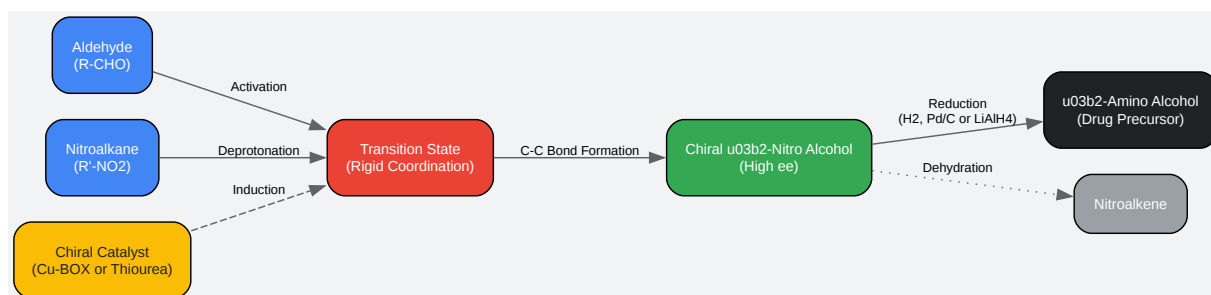 Aldehyde
(R-CHO)
Activation
Nitroalkane
(R'-NO2)
Deprotonation
Induction
Chiral Catalyst
(Cu-BOX or Thiourea)
Transition State
(Rigid Coordination)
C-C Bond Formation
Chiral u03b2-Nitro Alcohol
(High ee)
Reduction
(H2, Pd/C or LiAlH4)
Dehydration
u03b2-Amino Alcohol
(Drug Precursor)
Nitroalkene